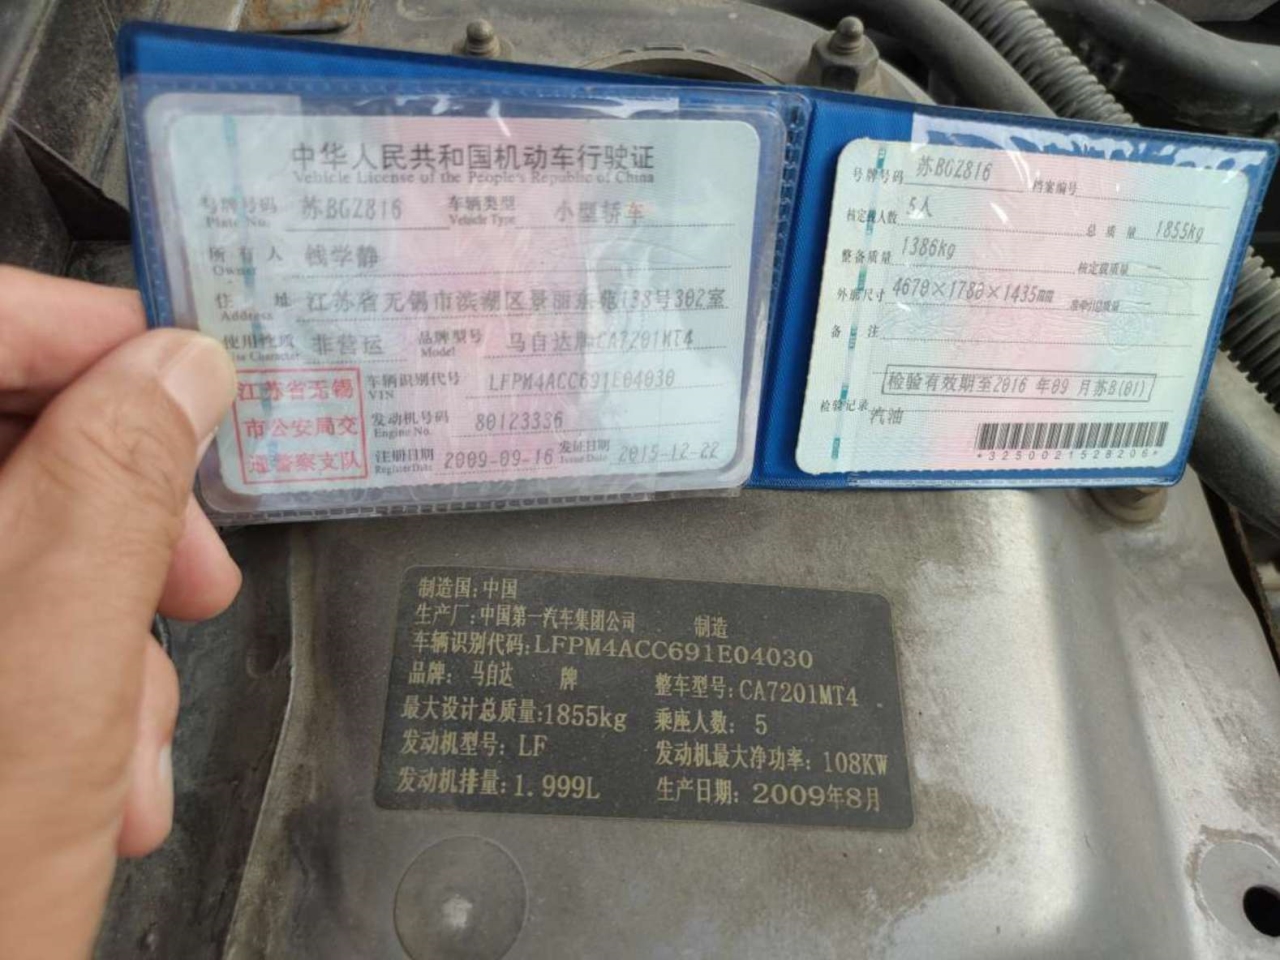 中华人民共和国机动车行驶证
Vehicle License of the People's Republic of China
号牌号码 苏BGZ816 车辆类型 小型轿车
Plate No. Vehicle Type
所有人 钱学静
Owner
住址 江苏省无锡市滨湖区景丽东苑138号302室
Address
使用性质 非营运 品牌型号 马自达牌CA7201MT4
Use Character Model
车辆识别代号 LFPM4ACC691E04030
VIN
发动机号码 80123336
Engine No.
注册日期 2009-09-16 发证日期 2015-12-22
Register Date Issue Date
江苏省无锡
市公安局交
通警察支队
号牌号码 苏BGZ816 档案编号
核定载人数 5人 总质量 1855kg
整备质量 1386kg 核定载质量
外廓尺寸 4670×1780×1435mm
备注
检验有效期至2016年09月苏B(01)
检验记录
汽油
*3250021528206*
制造国:中国
生产厂:中国第一汽车集团公司 制造
车辆识别代码:LFPM4ACC691E04030
品牌: 马自达 牌 整车型号:CA7201MT4
最大设计总质量:1855kg 乘座人数: 5
发动机型号: LF 发动机最大净功率: 108KW
发动机排量: 1.999L 生产日期: 2009年8月